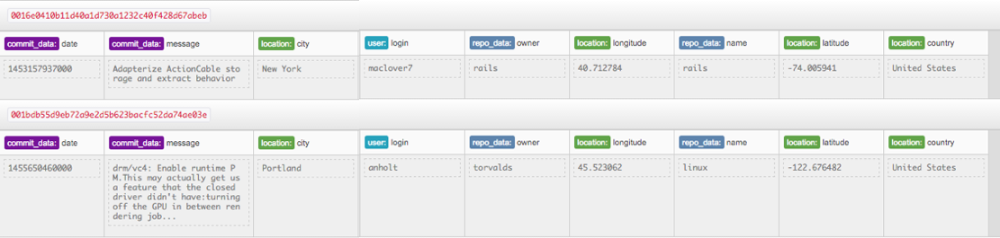 0016e0410b11d40a1d730a1232c40f428d67abeb
commit_data: date commit_data: message location: city user: login repo_data: owner location: longitude repo_data: name location: latitude location: country
1453157937000 Adapterize ActionCable sto New York maclover7 rails 40.712784 rails -74.005941 United States
rage and extract behavior
001bdb55d9eb72a9e2d5b623bacfc52da74ae03e
commit_data: date commit_data: message location: city user: login repo_data: owner location: longitude repo_data: name location: latitude location: country
1455650460000 drm/vc4: Enable runtime P Portland anholt torvalds 45.523062 linux -122.676482 United States
M.This may actually get us
a feature that the closed
driver didn't have:turning
off the GPU in between ren
dering job...